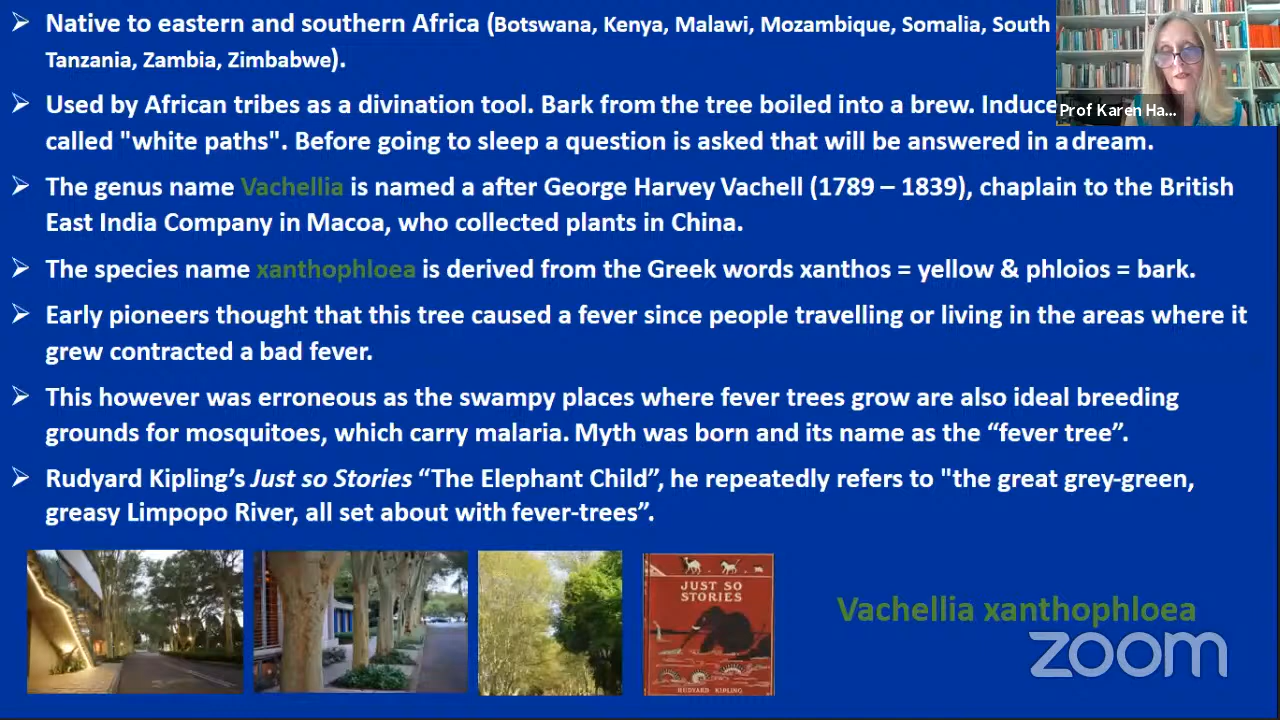 Native to eastern and southern Africa (Botswana, Kenya, Malawi, Mozambique, Somalia, South
Tanzania, Zambia, Zimbabwe).
Used by African tribes as a divination tool. Bark from the tree boiled into a brew. Induce
called "white paths". Before going to sleep a question is asked that will be answered in a dream.
The genus name Vachellia is named a after George Harvey Vachell (1789 – 1839), chaplain to the British
East India Company in Macoa, who collected plants in China.
The species name xanthophloea is derived from the Greek words xanthos = yellow & phloios = bark.
Early pioneers thought that this tree caused a fever since people travelling or living in the areas where it
grew contracted a bad fever.
This however was erroneous as the swampy places where fever trees grow are also ideal breeding
grounds for mosquitoes, which carry malaria. Myth was born and its name as the “fever tree”.
Rudyard Kipling’s Just so Stories “The Elephant Child”, he repeatedly refers to "the great grey-green,
greasy Limpopo River, all set about with fever-trees”.
Prof Karen Ha...
JUST SO
STORIES
RUDYARD KIPLING
Vachellia xanthophloea
zoom